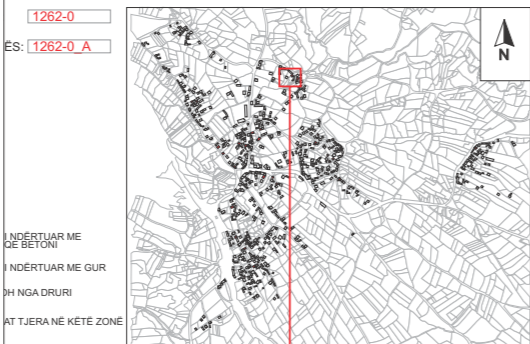 1262-0
ËS: 1262-0_A
N
I NDËRTUAR ME
QE BETONI
I NDËRTUAR ME GUR
DH NGA DRURI
AT TJERA NË KËTË ZONË